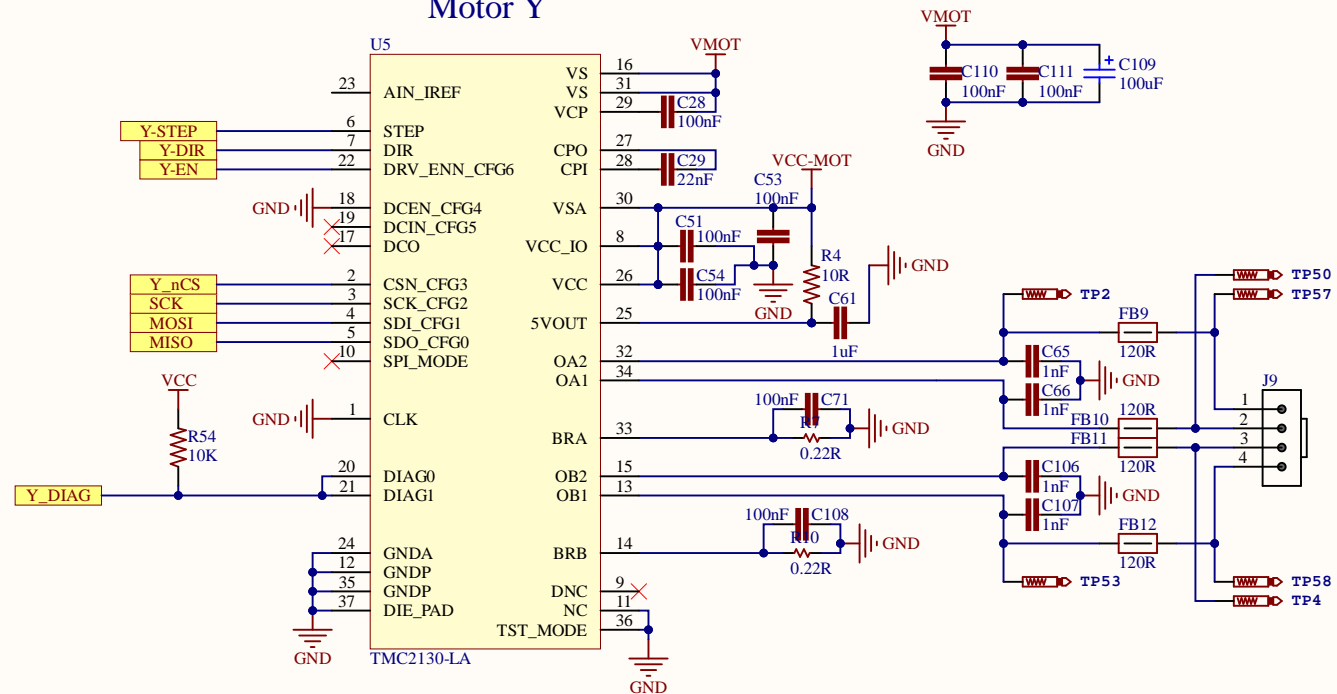 Motor Y
U5
VMOT
VMOT
23
AIN_IREF
VS
16
VS
31
VCP
29
C28
100nF
C110
100nF
C111
100nF
+
C109
100uF
GND
Y-STEP
6
STEP
Y-DIR
7
DIR
Y-EN
22
DRV_ENN_CFG6
CPO
27
CPI
28
C29
22nF
VCC-MOT
C53
100nF
GND
18
DCEN_CFG4
19
DCIN_CFG5
17
DCO
VSA
30
C51
100nF
VCC_IO
8
R4
10R
GND
VCC
26
C54
100nF
GND
C61
1uF
5VOUT
25
Y_nCS
2
CSN_CFG3
SCK
3
SCK_CFG2
MOSI
4
SDI_CFG1
MISO
5
SDO_CFG0
10
SPI_MODE
TP50
TP2
TP57
FB9
120R
OA2
32
OA1
34
C65
1nF
GND
C66
1nF
J9
VCC
R54
10K
GND
1
CLK
100nF
C71
R7
0.22R
GND
BRA
33
120R
FB10
FB11
120R
1
2
3
4
20
DIAG0
21
DIAG1
Y_DIAG
OB2
15
OB1
13
C106
1nF
GND
C107
1nF
100nF
C108
R10
0.22R
GND
FB12
120R
24
GNDA
12
GNDP
35
GNDP
37
DIE_PAD
GND
BRB
14
DNC
9
NC
11
TST_MODE
36
TP53
TP58
TP4
TMC2130-LA
GND